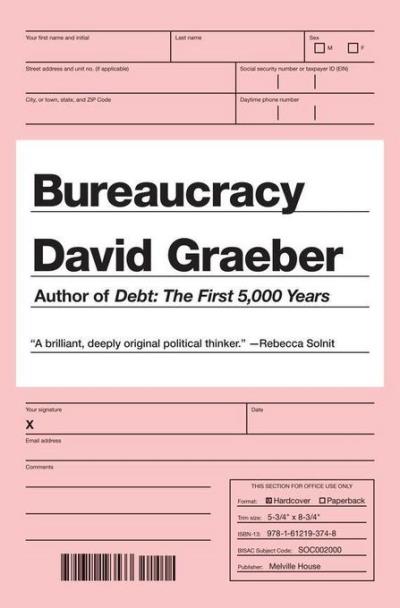 Your first name and initial Last name Sex
M F
Street address and unit no. (if applicable) Social security number or taxpayer ID (EIN)
City, or town, state, and ZIP Code Daytime phone number
Bureaucracy
David Graeber
Author of Debt: The First 5,000 Years
“A brilliant, deeply original political thinker.” —Rebecca Solnit
Your signature Date
X
Email address
Comments
THIS SECTION FOR OFFICE USE ONLY
Format: Hardcover Paperback
Trim size: 5-3/4" x 8-3/4"
ISBN-13: 978-1-61219-374-8
BISAC Subject Code: SOC002000
Publisher: Melville House